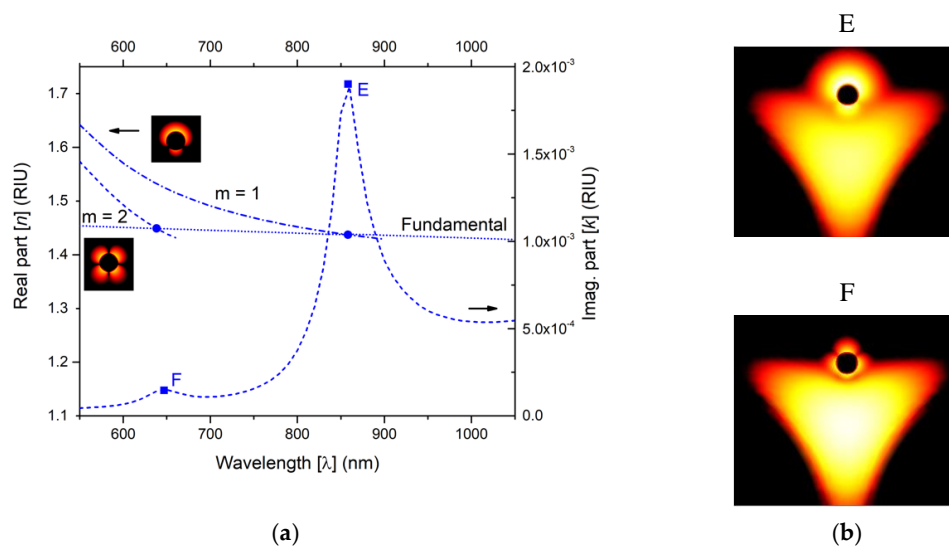 600 700 800 900 1000
1.7
1.6
1.5
1.4
1.3
1.2
1.1
Real part [n] (RIU)
2.0x10⁻³
1.5x10⁻³
1.0x10⁻³
5.0x10⁻⁴
0.0
Imag. part [k] (RIU)
E
m = 1
m = 2
Fundamental
F
600 700 800 900 1000
Wavelength [λ] (nm)
(a)
E
F
(b)